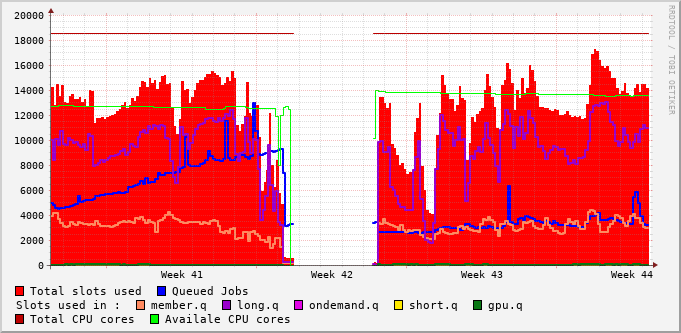 20000
18000
16000
14000
12000
10000
8000
6000
4000
2000
0
Week 41 Week 42 Week 43 Week 44
Total slots used Queued Jobs
Slots used in : member.q long.q ondemand.q short.q gpu.q
Total CPU cores Availale CPU cores
RRDTOOL / TOBI OETIKER